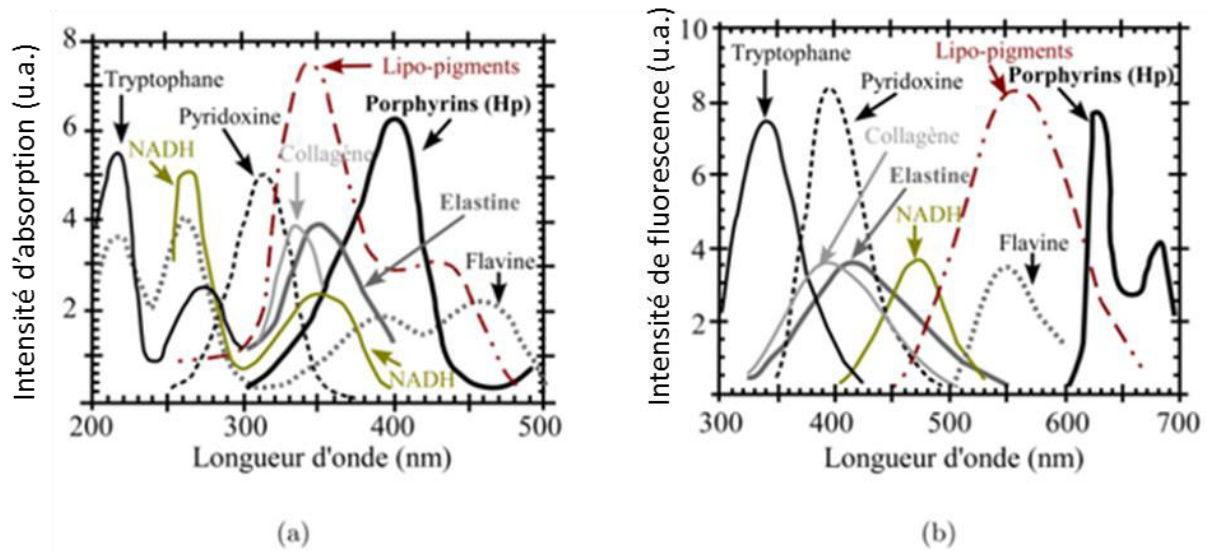 Intensité d'absorption (u.a.)
8
6
4
2
Tryptophane
NADH
Pyridoxine
Lipo-pigments
Porphyrins (Hp)
Collagène
Elastine
Flavine
NADH
200
300
400
500
Longueur d'onde (nm)
(a)
Intensité de fluorescence (u.a.)
10
8
6
4
2
Tryptophane
Lipo-pigments
Pyridoxine
Porphyrins (Hp)
Collagène
Elastine
NADH
Flavine
300
400
500
600
700
Longueur d'onde (nm)
(b)